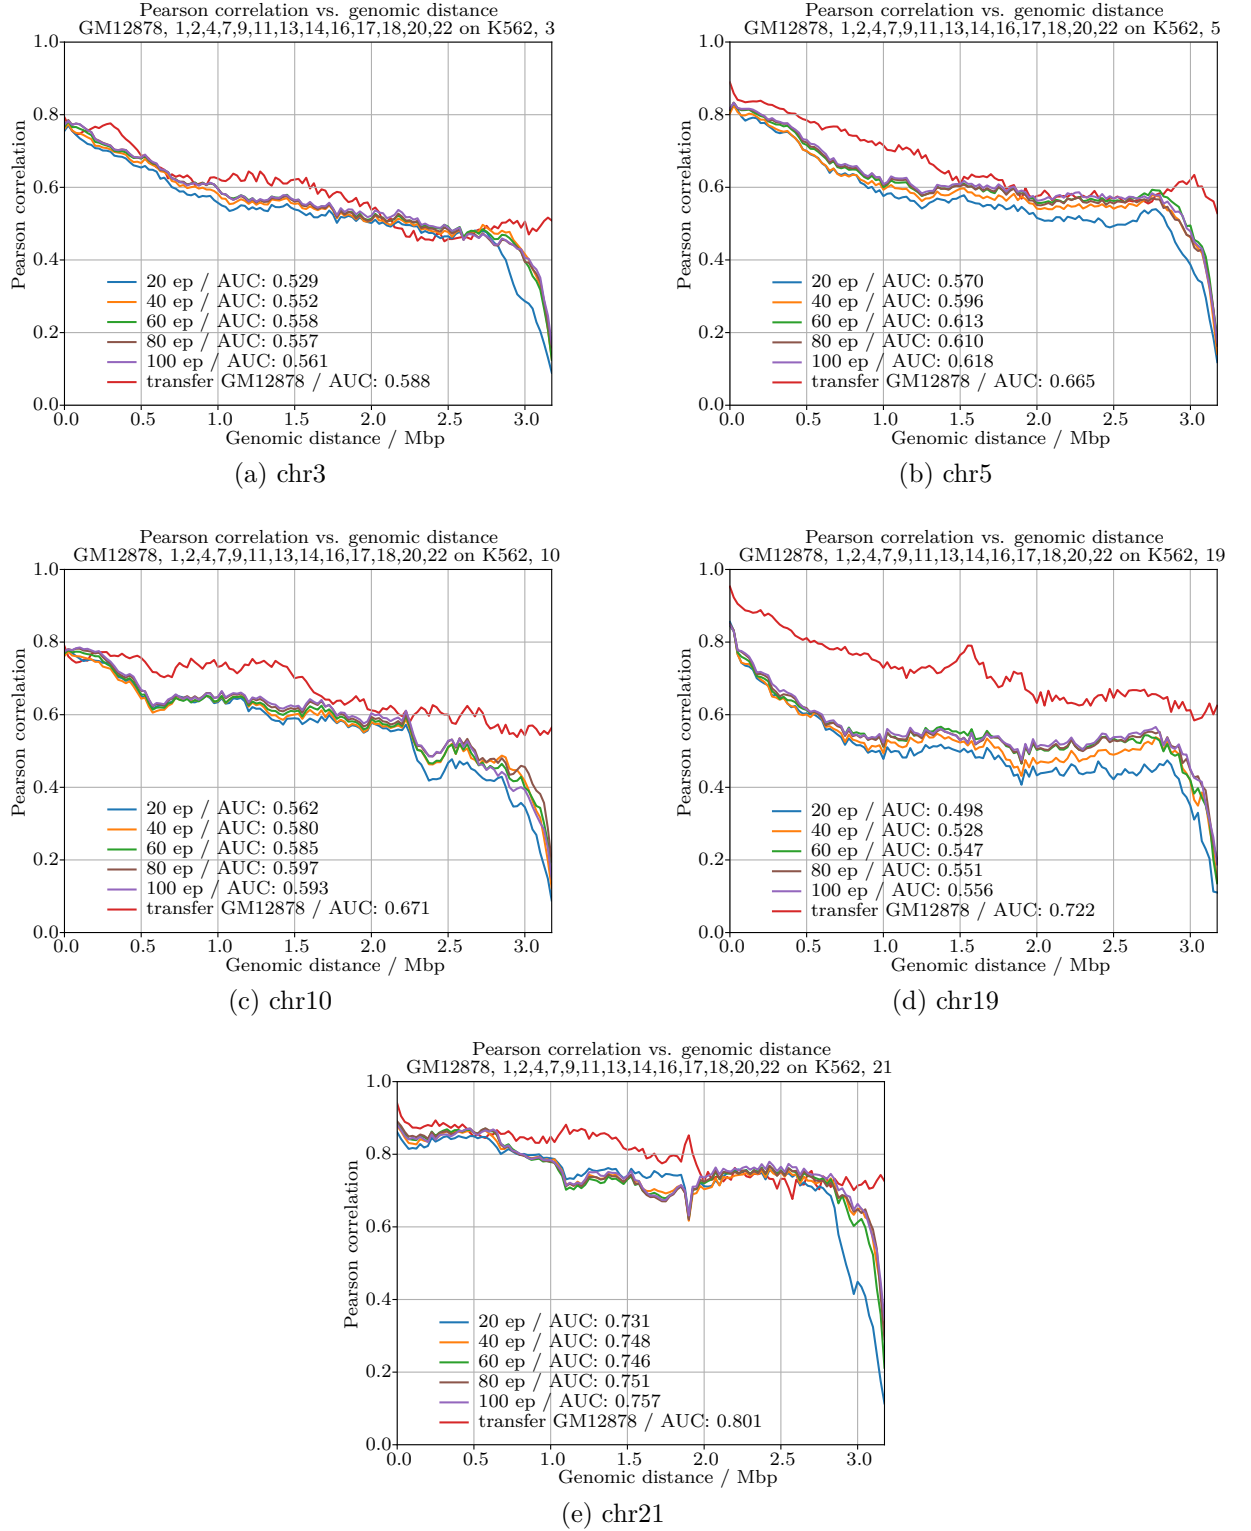 Pearson correlation vs. genomic distance
GM12878, 1,2,4,7,9,11,13,14,16,17,18,20,22 on K562, 3
1.0
0.8
0.6
0.4
0.2
0.0
Pearson correlation
20 ep / AUC: 0.529
40 ep / AUC: 0.552
60 ep / AUC: 0.558
80 ep / AUC: 0.557
100 ep / AUC: 0.561
transfer GM12878 / AUC: 0.588
0.0 0.5 1.0 1.5 2.0 2.5 3.0
Genomic distance / Mbp
(a) chr3
Pearson correlation vs. genomic distance
GM12878, 1,2,4,7,9,11,13,14,16,17,18,20,22 on K562, 5
1.0
0.8
0.6
0.4
0.2
0.0
Pearson correlation
20 ep / AUC: 0.570
40 ep / AUC: 0.596
60 ep / AUC: 0.613
80 ep / AUC: 0.610
100 ep / AUC: 0.618
transfer GM12878 / AUC: 0.665
0.0 0.5 1.0 1.5 2.0 2.5 3.0
Genomic distance / Mbp
(b) chr5
Pearson correlation vs. genomic distance
GM12878, 1,2,4,7,9,11,13,14,16,17,18,20,22 on K562, 10
1.0
0.8
0.6
0.4
0.2
0.0
Pearson correlation
20 ep / AUC: 0.562
40 ep / AUC: 0.580
60 ep / AUC: 0.585
80 ep / AUC: 0.597
100 ep / AUC: 0.593
transfer GM12878 / AUC: 0.671
0.0 0.5 1.0 1.5 2.0 2.5 3.0
Genomic distance / Mbp
(c) chr10
Pearson correlation vs. genomic distance
GM12878, 1,2,4,7,9,11,13,14,16,17,18,20,22 on K562, 19
1.0
0.8
0.6
0.4
0.2
0.0
Pearson correlation
20 ep / AUC: 0.498
40 ep / AUC: 0.528
60 ep / AUC: 0.547
80 ep / AUC: 0.551
100 ep / AUC: 0.556
transfer GM12878 / AUC: 0.722
0.0 0.5 1.0 1.5 2.0 2.5 3.0
Genomic distance / Mbp
(d) chr19
Pearson correlation vs. genomic distance
GM12878, 1,2,4,7,9,11,13,14,16,17,18,20,22 on K562, 21
1.0
0.8
0.6
0.4
0.2
0.0
Pearson correlation
20 ep / AUC: 0.731
40 ep / AUC: 0.748
60 ep / AUC: 0.746
80 ep / AUC: 0.751
100 ep / AUC: 0.757
transfer GM12878 / AUC: 0.801
0.0 0.5 1.0 1.5 2.0 2.5 3.0
Genomic distance / Mbp
(e) chr21